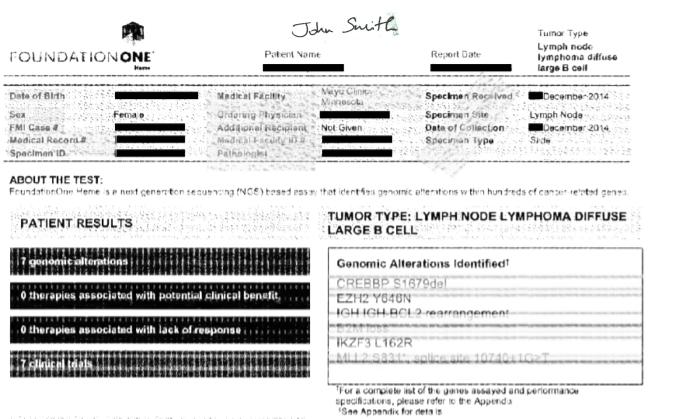 John Smith
FOUNDATIONONE
Heme
Patient Name
Report Date
Tumor Type
Lymph node
lymphoma diffuse
large B cell
Date of Birth
Medical Facility
Mayo Clinic
Minnesota
Specimen Received
December 2014
Sex
Female
Ordering Physician
Specimen Site
Lymph Node
FMI Case #
Additional Recipient
Not Given
Date of Collection
December 2014
Medical Record #
Medical Facility ID #
Specimen Type
Slide
Specimen ID
Pathologist
ABOUT THE TEST:
FoundationOne Heme is a next generation sequencing (NGS) based assay that identifies genomic alterations within hundreds of cancer related genes.
PATIENT RESULTS
7 genomic alterations
0 therapies associated with potential clinical benefit
0 therapies associated with lack of response
7 clinical trials
TUMOR TYPE: LYMPH NODE LYMPHOMA DIFFUSE
LARGE B CELL
Genomic Alterations Identified†
CREBBP S1679del
EZH2 Y646N
IGH IGH-BCL2 rearrangement
B2M loss
IKZF3 L162R
MLL2 S831*, splice site 10740+1G>T
†For a complete list of the genes assayed and performance
specifications, please refer to the Appendix
‡See Appendix for details